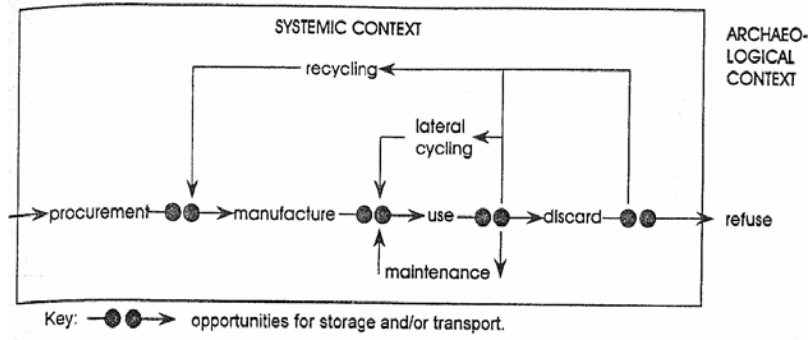 SYSTEMIC CONTEXT
ARCHAEO-
LOGICAL
CONTEXT
recycling
lateral
cycling
procurement
manufacture
use
discard
refuse
maintenance
Key:
opportunities for storage and/or transport.